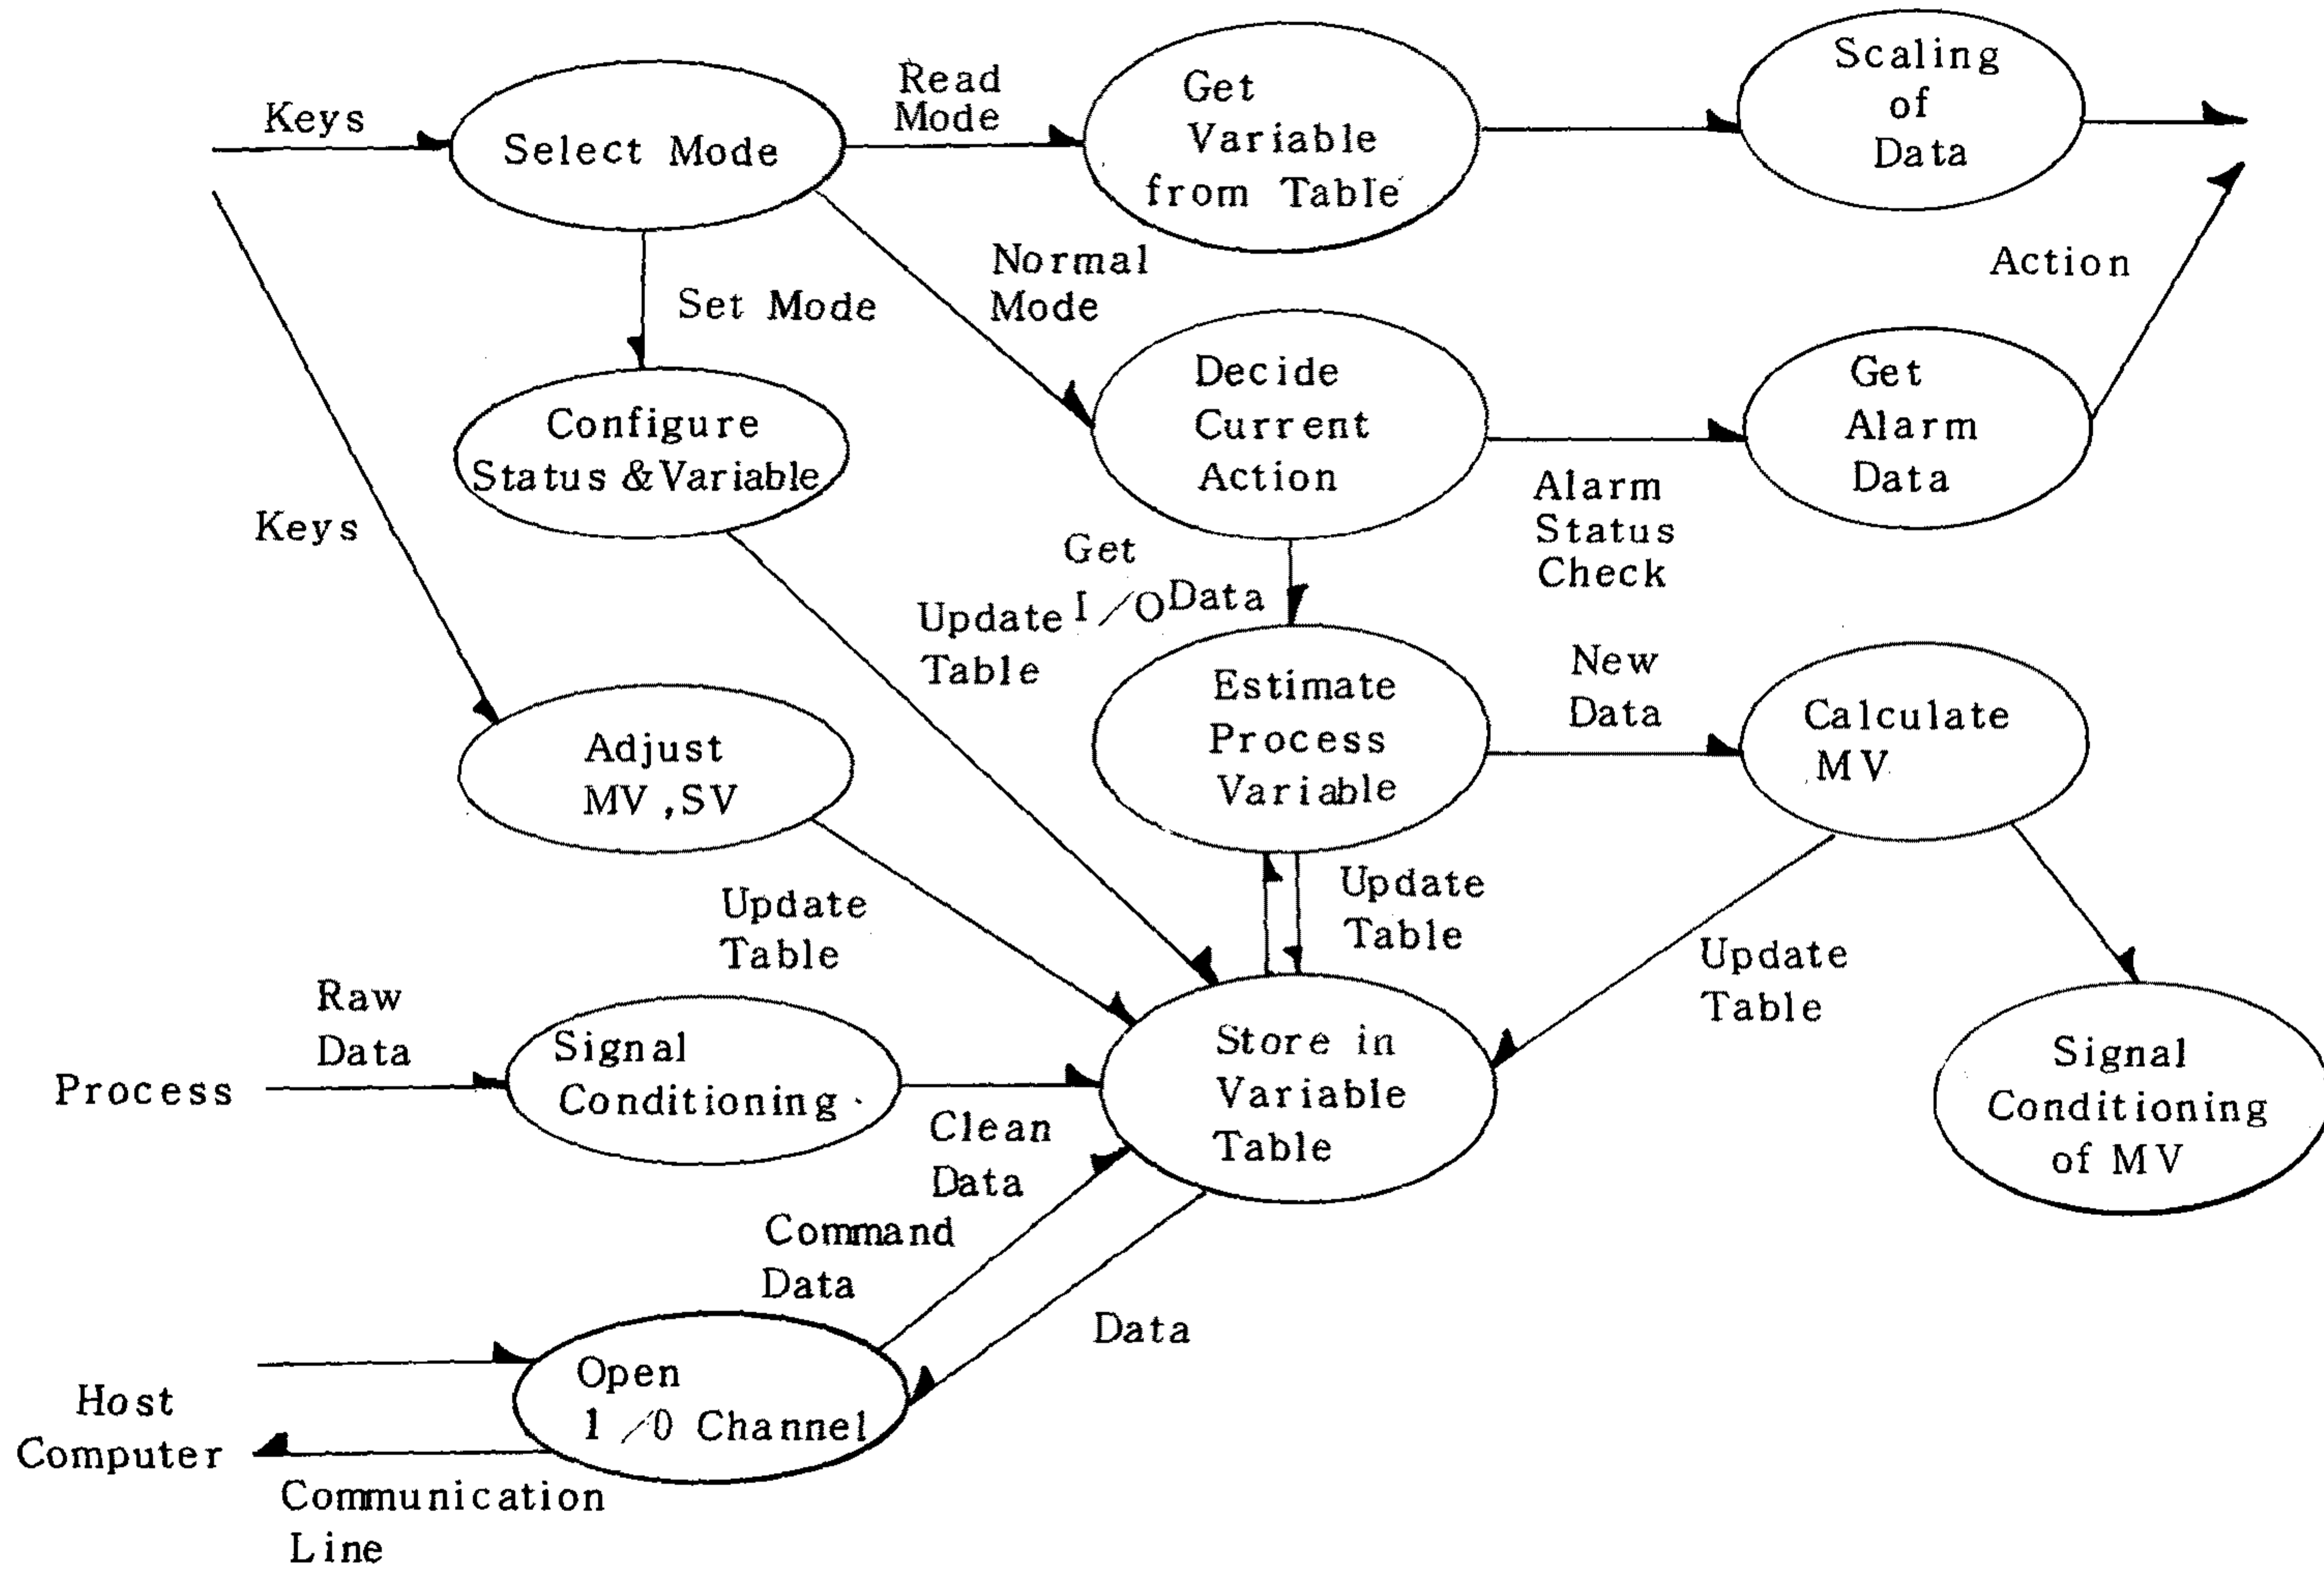 Keys
Select Mode
Read
Mode
Get
Variable
from Table
Scaling
of
Data
Set Mode
Normal
Mode
Action
Configure
Status & Variable
Decide
Current
Action
Get
Alarm
Data
Keys
Alarm
Status
Check
Get
I/O Data
Update
Table
Adjust
MV, SV
Estimate
Process
Variable
New
Data
Calculate
MV
Update
Table
Update
Table
Update
Table
Raw
Data
Process
Signal
Conditioning
Clean
Data
Store in
Variable
Table
Signal
Conditioning
of MV
Command
Data
Data
Host
Computer
Open
I/O Channel
Communication
Line